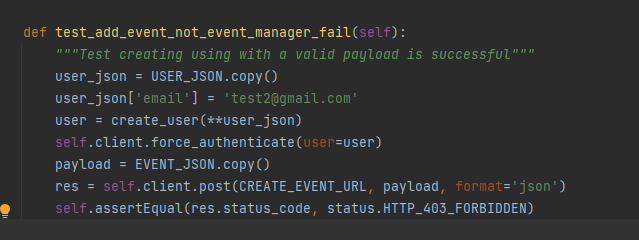 def test_add_event_not_event_manager_fail(self):
"""Test creating using with a valid payload is successful"""
user_json = USER_JSON.copy()
user_json['email'] = 'test2@gmail.com'
user = create_user(**user_json)
self.client.force_authenticate(user=user)
payload = EVENT_JSON.copy()
res = self.client.post(CREATE_EVENT_URL, payload, format='json')
self.assertEqual(res.status_code, status.HTTP_403_FORBIDDEN)